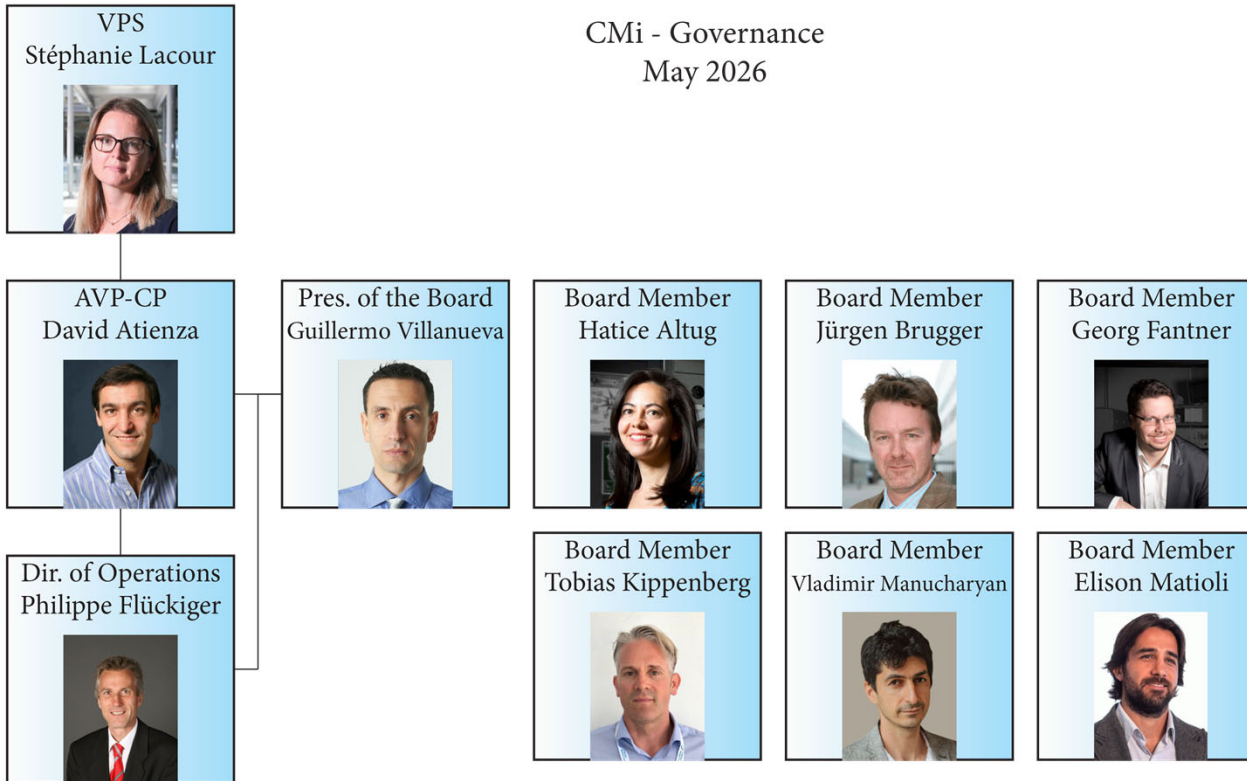 CMi - Governance
May 2026
VPS
Stéphanie Lacour
AVP-CP
David Atienza
Pres. of the Board
Guillermo Villanueva
Board Member
Hatice Altug
Board Member
Jürgen Brugger
Board Member
Georg Fantner
Dir. of Operations
Philippe Flückiger
Board Member
Tobias Kippenberg
Board Member
Vladimir Manucharyan
Board Member
Elison Matioli